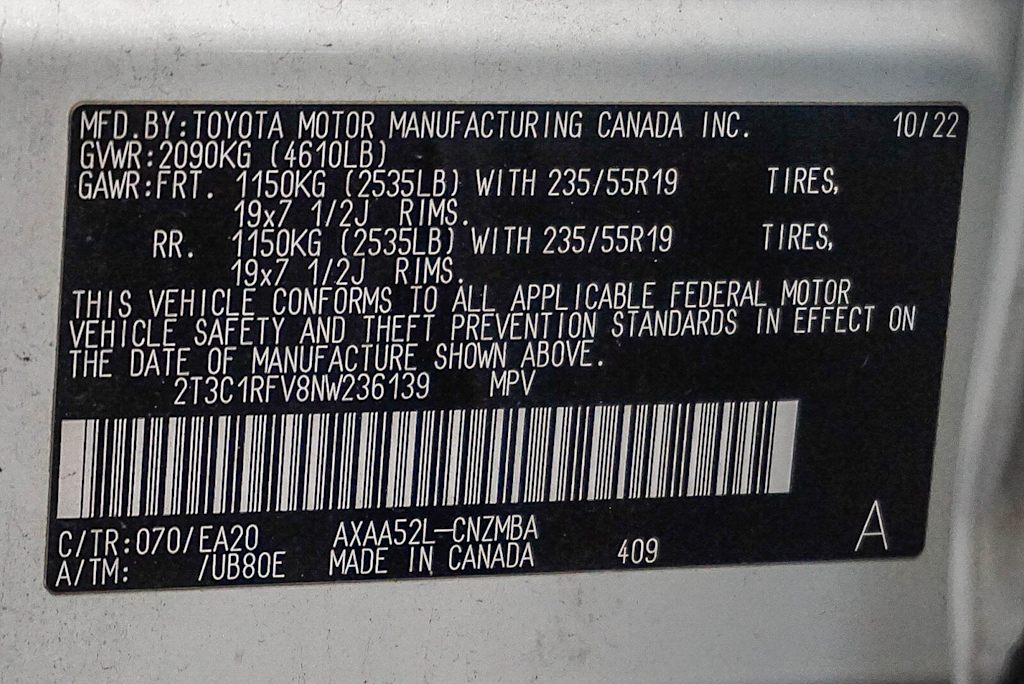 MFD.BY:TOYOTA MOTOR MANUFACTURING CANADA INC. 10/22
GVWR:2090KG (4610LB)
GAWR:FRT. 1150KG (2535LB) WITH 235/55R19 TIRES,
19x7 1/2J RIMS.
RR. 1150KG (2535LB) WITH 235/55R19 TIRES,
19x7 1/2J RIMS.
THIS VEHICLE CONFORMS TO ALL APPLICABLE FEDERAL MOTOR
VEHICLE SAFETY AND THEFT PREVENTION STANDARDS IN EFFECT ON
THE DATE OF MANUFACTURE SHOWN ABOVE.
2T3C1RFV8NW236139 MPV
C/TR:070/EA20 AXAA52L-CNZMBA A
A/TM: /UB80E MADE IN CANADA 409